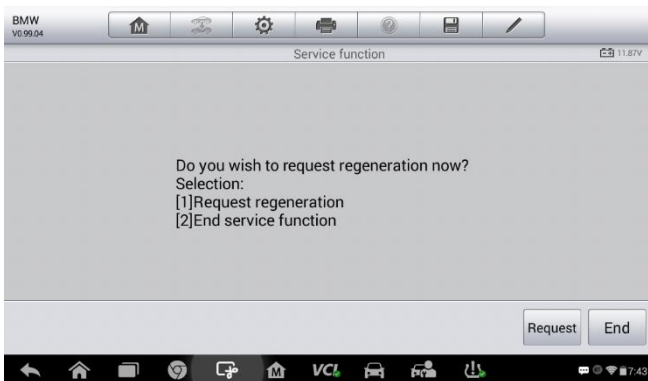 BMW
V0.99.04
M
Service function
11.87V
Do you wish to request regeneration now?
Selection:
[1]Request regeneration
[2]End service function
Request
End
M
VCI
7:43